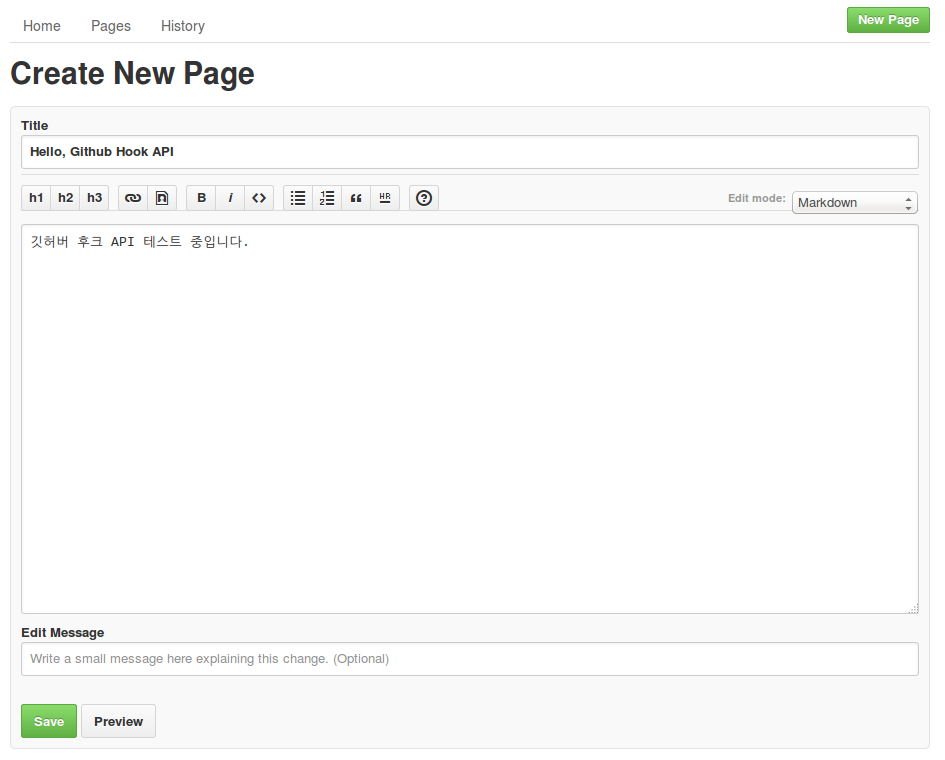 Home Pages History New Page
Create New Page
Title
Hello, Github Hook API
h1 h2 h3 B i <> “ HR ? Edit mode: Markdown
깃허버 후크 API 테스트 중입니다.
Edit Message
Write a small message here explaining this change. (Optional)
Save Preview